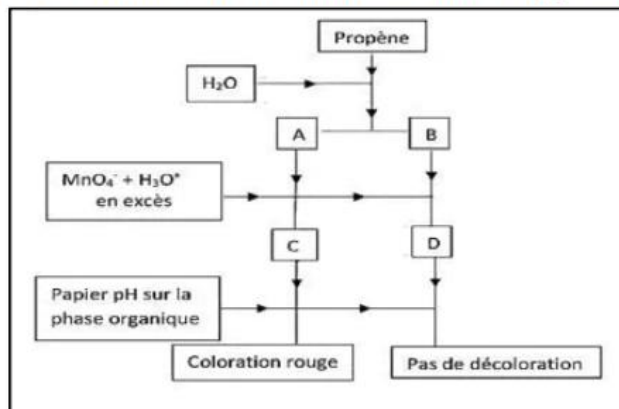 Propène
H₂O
A
B
MnO₄⁻ + H₃O⁺
en excès
C
D
Papier pH sur la
phase organique
Coloration rouge
Pas de décoloration